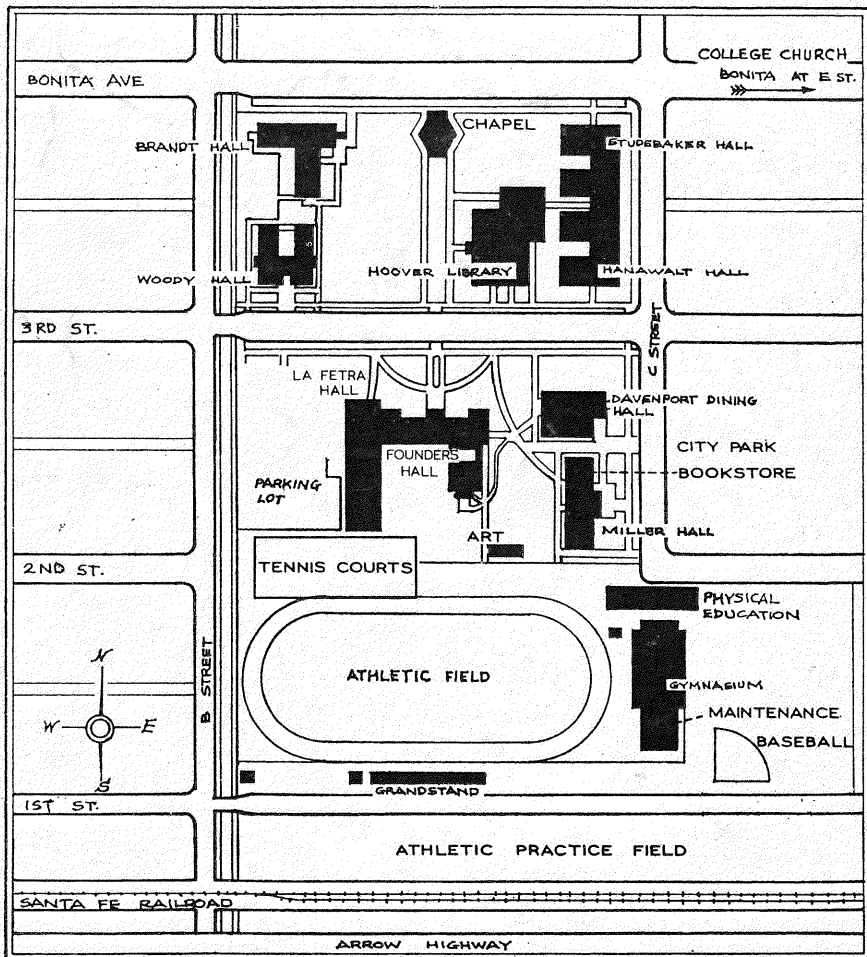 COLLEGE CHURCH
BONITA AT E ST.
BONITA AVE
CHAPEL
BRANDT HALL
STUDEBAKER HALL
WOODY HALL
HOOVER LIBRARY
HANAWALT HALL
3RD ST.
C STREET
LA FETRA
HALL
DAVENPORT DINING
HALL
FOUNDERS
HALL
CITY PARK
BOOKSTORE
PARKING
LOT
MILLER HALL
ART
2ND ST.
TENNIS COURTS
PHYSICAL
EDUCATION
N
W
E
S
B STREET
ATHLETIC FIELD
GYMNASIUM
MAINTENANCE
BASEBALL
GRANDSTAND
1ST ST.
ATHLETIC PRACTICE FIELD
SANTA FE RAILROAD
ARROW HIGHWAY